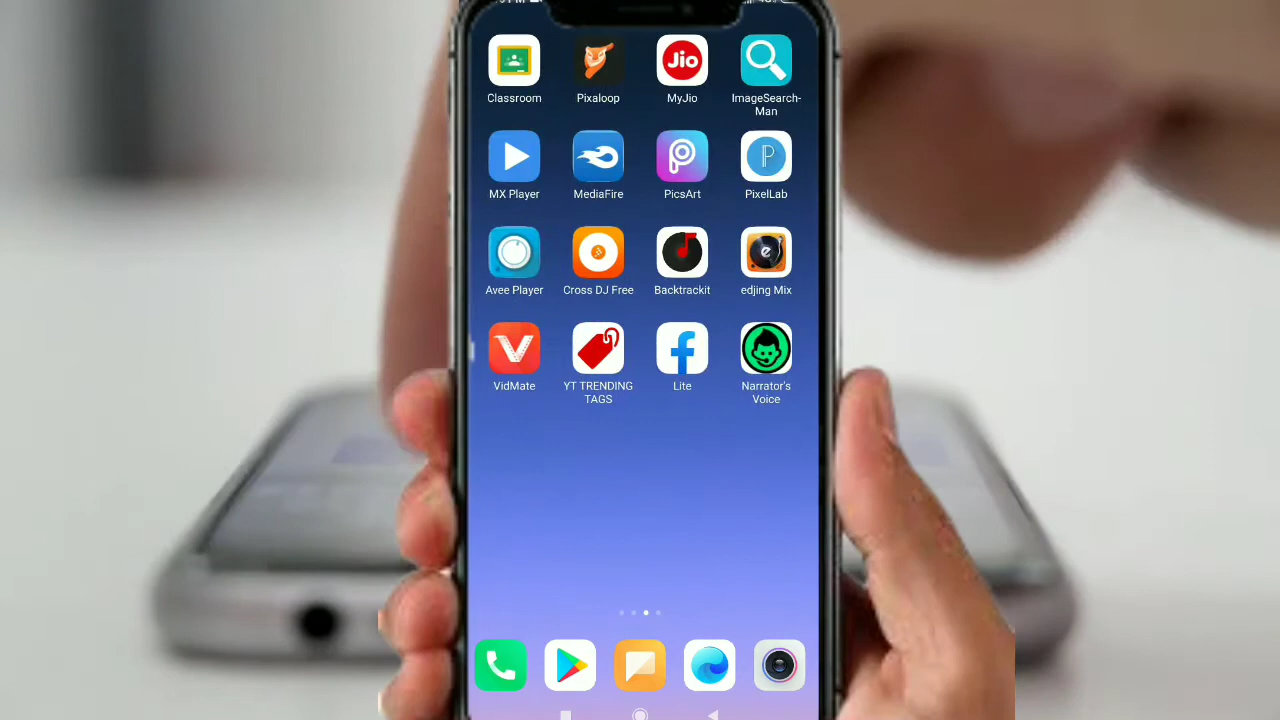 Classroom
Pixaloop
MyJio
ImageSearch-
Man
Jio
MX Player
MediaFire
PicsArt
PixelLab
Avee Player
Cross DJ Free
Backtrackit
edjing Mix
VidMate
YT TRENDING
TAGS
Lite
Narrator's
Voice